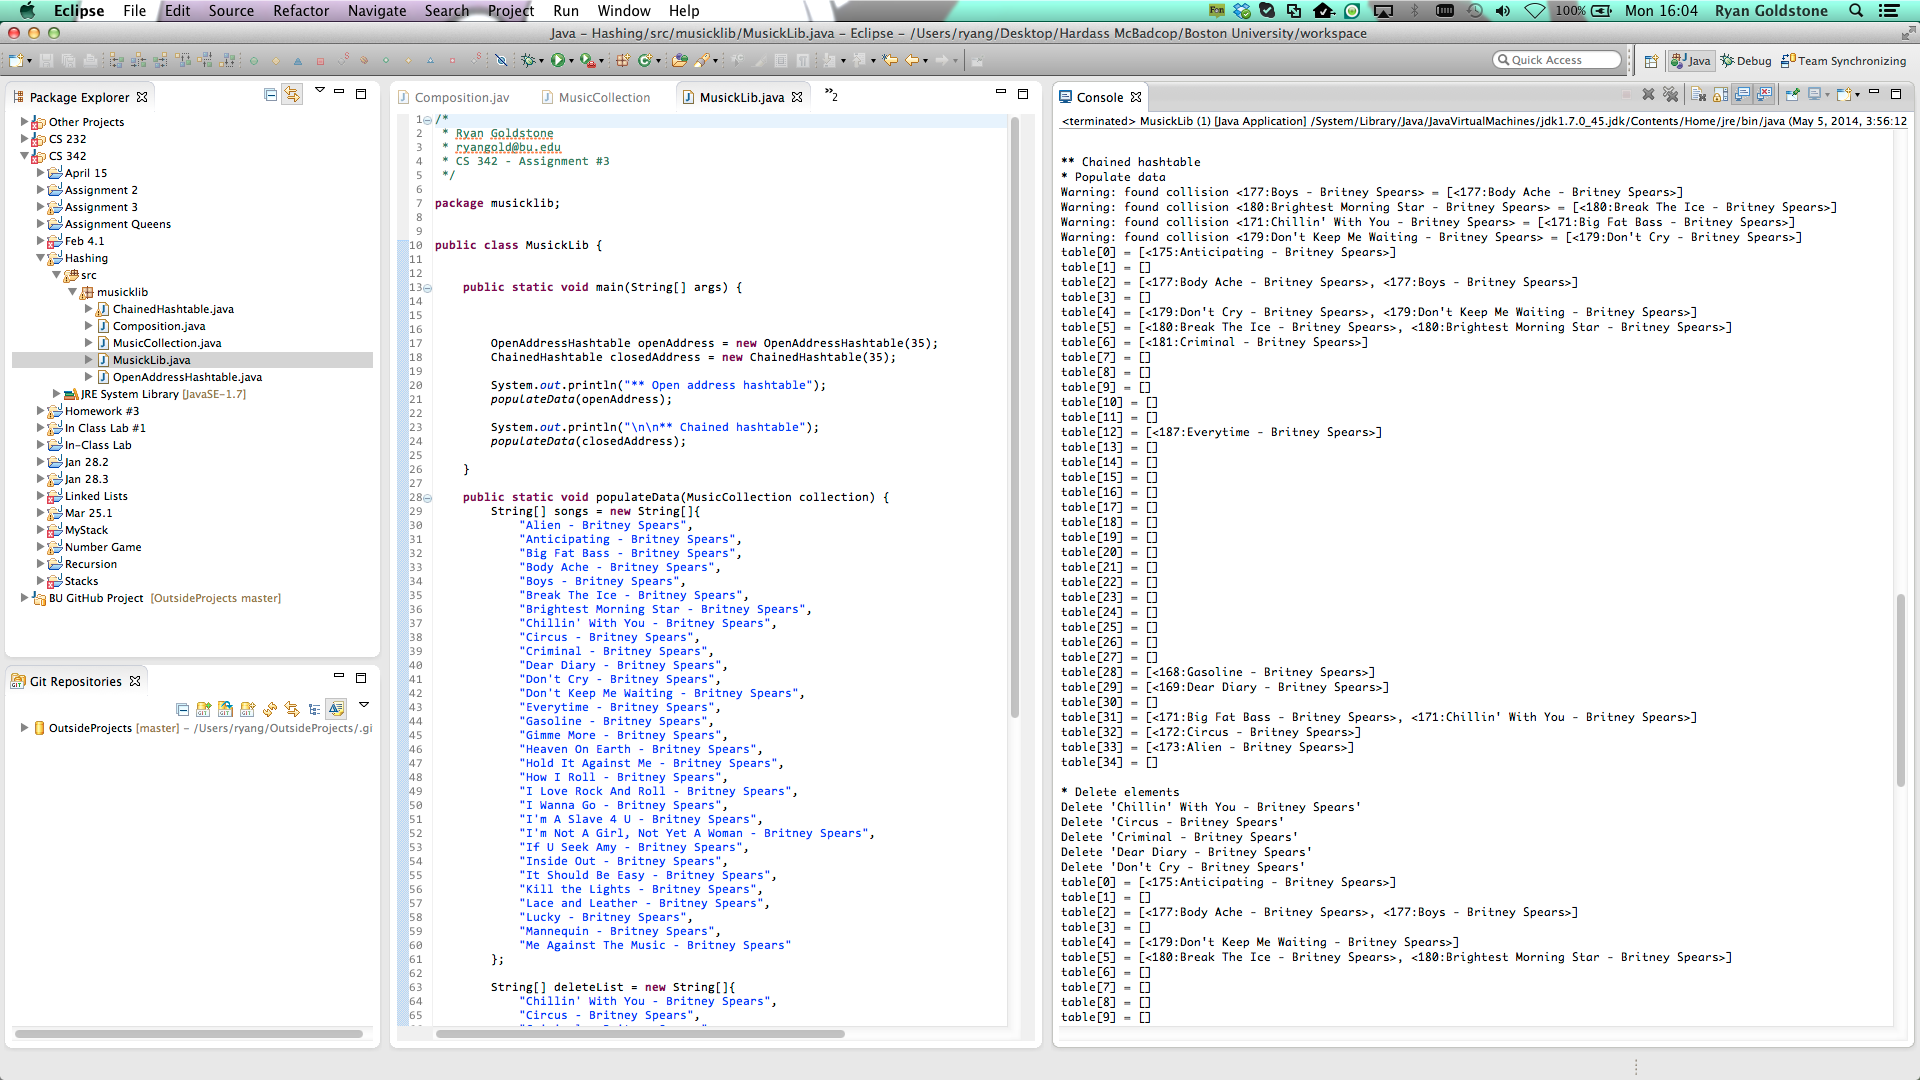 Eclipse File Edit Source Refactor Navigate Search Project Run Window Help 100% Mon 16:04 Ryan Goldstone
Java – Hashing/src/musicklib/MusickLib.java – Eclipse – /Users/ryang/Desktop/Hardass McBadcop/Boston University/workspace
Quick Access Java Debug Team Synchronizing
Package Explorer
Other Projects
CS 232
CS 342
April 15
Assignment 2
Assignment 3
Assignment Queens
Feb 4.1
Hashing
src
musicklib
ChainedHashtable.java
Composition.java
MusicCollection.java
MusickLib.java
OpenAddressHashtable.java
JRE System Library [JavaSE-1.7]
Homework #3
In Class Lab #1
In-Class Lab
Jan 28.2
Jan 28.3
Linked Lists
Mar 25.1
MyStack
Number Game
Recursion
Stacks
BU GitHub Project [OutsideProjects master]
Git Repositories
OutsideProjects [master] – /Users/ryang/OutsideProjects/.gi
Composition.jav MusicCollection MusickLib.java »2
1 /*
2 * Ryan Goldstone
3 * ryangold@bu.edu
4 * CS 342 - Assignment #3
5 */
6
7 package musicklib;
8
9
10 public class MusickLib {
11
12
13 public static void main(String[] args) {
14
15
16
17 OpenAddressHashtable openAddress = new OpenAddressHashtable(35);
18 ChainedHashtable closedAddress = new ChainedHashtable(35);
19
20 System.out.println("** Open address hashtable");
21 populateData(openAddress);
22
23 System.out.println("\n\n** Chained hashtable");
24 populateData(closedAddress);
25
26 }
27
28 public static void populateData(MusicCollection collection) {
29 String[] songs = new String[]{
30 "Alien - Britney Spears",
31 "Anticipating - Britney Spears",
32 "Big Fat Bass - Britney Spears",
33 "Body Ache - Britney Spears",
34 "Boys - Britney Spears",
35 "Break The Ice - Britney Spears",
36 "Brightest Morning Star - Britney Spears",
37 "Chillin' With You - Britney Spears",
38 "Circus - Britney Spears",
39 "Criminal - Britney Spears",
40 "Dear Diary - Britney Spears",
41 "Don't Cry - Britney Spears",
42 "Don't Keep Me Waiting - Britney Spears",
43 "Everytime - Britney Spears",
44 "Gasoline - Britney Spears",
45 "Gimme More - Britney Spears",
46 "Heaven On Earth - Britney Spears",
47 "Hold It Against Me - Britney Spears",
48 "How I Roll - Britney Spears",
49 "I Love Rock And Roll - Britney Spears",
50 "I Wanna Go - Britney Spears",
51 "I'm A Slave 4 U - Britney Spears",
52 "I'm Not A Girl, Not Yet A Woman - Britney Spears",
53 "If U Seek Amy - Britney Spears",
54 "Inside Out - Britney Spears",
55 "It Should Be Easy - Britney Spears",
56 "Kill the Lights - Britney Spears",
57 "Lace and Leather - Britney Spears",
58 "Lucky - Britney Spears",
59 "Mannequin - Britney Spears",
60 "Me Against The Music - Britney Spears"
61 };
62
63 String[] deleteList = new String[]{
64 "Chillin' With You - Britney Spears",
65 "Circus - Britney Spears",
Console
<terminated> MusickLib (1) [Java Application] /System/Library/Java/JavaVirtualMachines/jdk1.7.0_45.jdk/Contents/Home/jre/bin/java (May 5, 2014, 3:56:12
** Chained hashtable
* Populate data
Warning: found collision <177:Boys - Britney Spears> = [<177:Body Ache - Britney Spears>]
Warning: found collision <180:Brightest Morning Star - Britney Spears> = [<180:Break The Ice - Britney Spears>]
Warning: found collision <171:Chillin' With You - Britney Spears> = [<171:Big Fat Bass - Britney Spears>]
Warning: found collision <179:Don't Keep Me Waiting - Britney Spears> = [<179:Don't Cry - Britney Spears>]
table[0] = [<175:Anticipating - Britney Spears>]
table[1] = []
table[2] = [<177:Body Ache - Britney Spears>, <177:Boys - Britney Spears>]
table[3] = []
table[4] = [<179:Don't Cry - Britney Spears>, <179:Don't Keep Me Waiting - Britney Spears>]
table[5] = [<180:Break The Ice - Britney Spears>, <180:Brightest Morning Star - Britney Spears>]
table[6] = [<181:Criminal - Britney Spears>]
table[7] = []
table[8] = []
table[9] = []
table[10] = []
table[11] = []
table[12] = [<187:Everytime - Britney Spears>]
table[13] = []
table[14] = []
table[15] = []
table[16] = []
table[17] = []
table[18] = []
table[19] = []
table[20] = []
table[21] = []
table[22] = []
table[23] = []
table[24] = []
table[25] = []
table[26] = []
table[27] = []
table[28] = [<168:Gasoline - Britney Spears>]
table[29] = [<169:Dear Diary - Britney Spears>]
table[30] = []
table[31] = [<171:Big Fat Bass - Britney Spears>, <171:Chillin' With You - Britney Spears>]
table[32] = [<172:Circus - Britney Spears>]
table[33] = [<173:Alien - Britney Spears>]
table[34] = []
* Delete elements
Delete 'Chillin' With You - Britney Spears'
Delete 'Circus - Britney Spears'
Delete 'Criminal - Britney Spears'
Delete 'Dear Diary - Britney Spears'
Delete 'Don't Cry - Britney Spears'
table[0] = [<175:Anticipating - Britney Spears>]
table[1] = []
table[2] = [<177:Body Ache - Britney Spears>, <177:Boys - Britney Spears>]
table[3] = []
table[4] = [<179:Don't Keep Me Waiting - Britney Spears>]
table[5] = [<180:Break The Ice - Britney Spears>, <180:Brightest Morning Star - Britney Spears>]
table[6] = []
table[7] = []
table[8] = []
table[9] = []